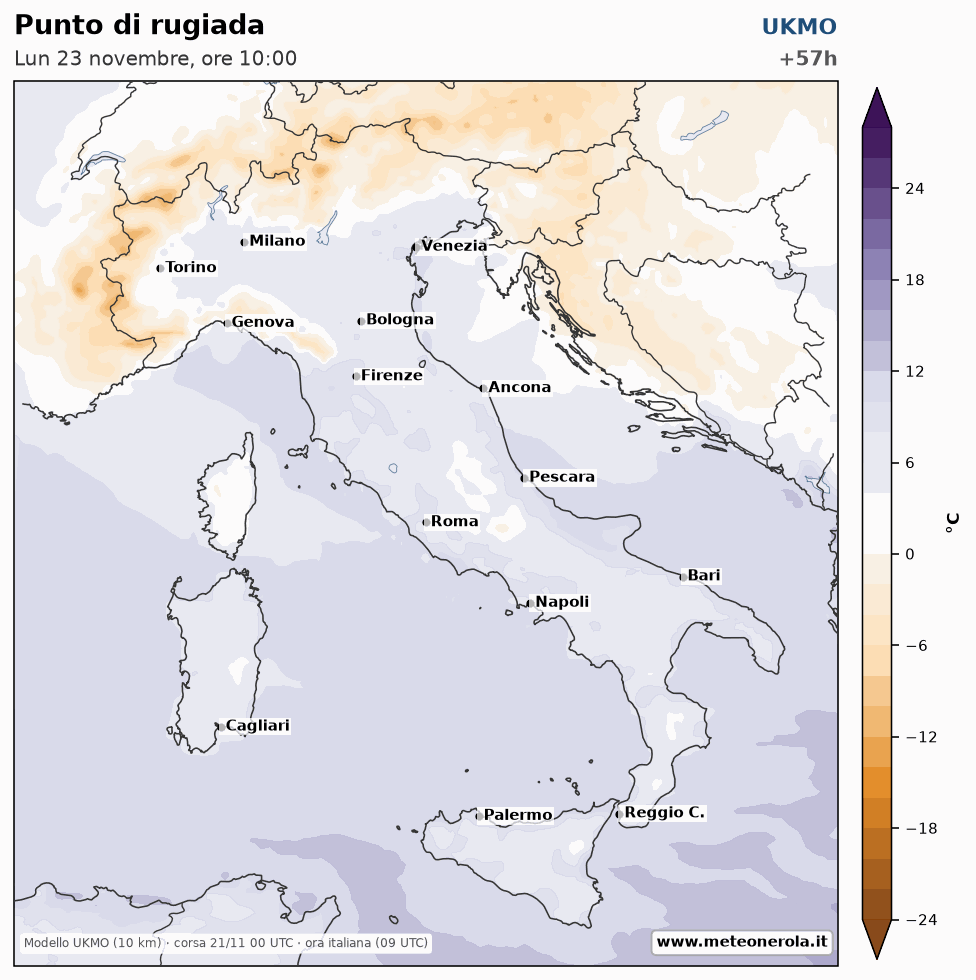 Punto di rugiada
UKMO
Lun 23 novembre, ore 10:00
+57h
Milano
Venezia
Torino
Genova
Bologna
Firenze
Ancona
Pescara
Roma
Bari
Napoli
Cagliari
Palermo
Reggio C.
24
18
12
6
0
−6
−12
−18
−24
°C
Modello UKMO (10 km) · corsa 21/11 00 UTC · ora italiana (09 UTC)
www.meteonerola.it